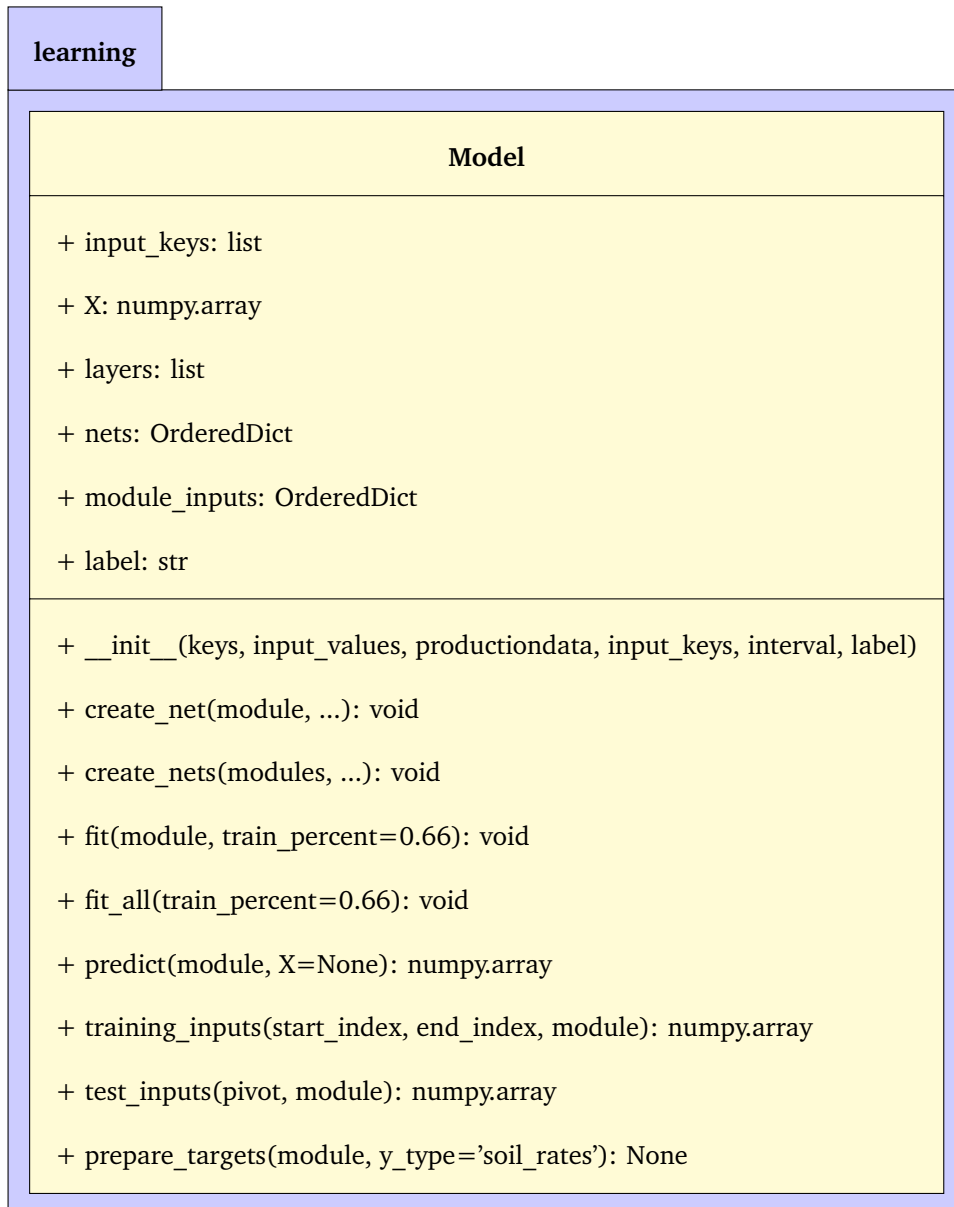 learning
Model
+ input_keys: list
+ X: numpy.array
+ layers: list
+ nets: OrderedDict
+ module_inputs: OrderedDict
+ label: str
+ __init__(keys, input_values, productiondata, input_keys, interval, label)
+ create_net(module, ...): void
+ create_nets(modules, ...): void
+ fit(module, train_percent=0.66): void
+ fit_all(train_percent=0.66): void
+ predict(module, X=None): numpy.array
+ training_inputs(start_index, end_index, module): numpy.array
+ test_inputs(pivot, module): numpy.array
+ prepare_targets(module, y_type=’soil_rates’): None